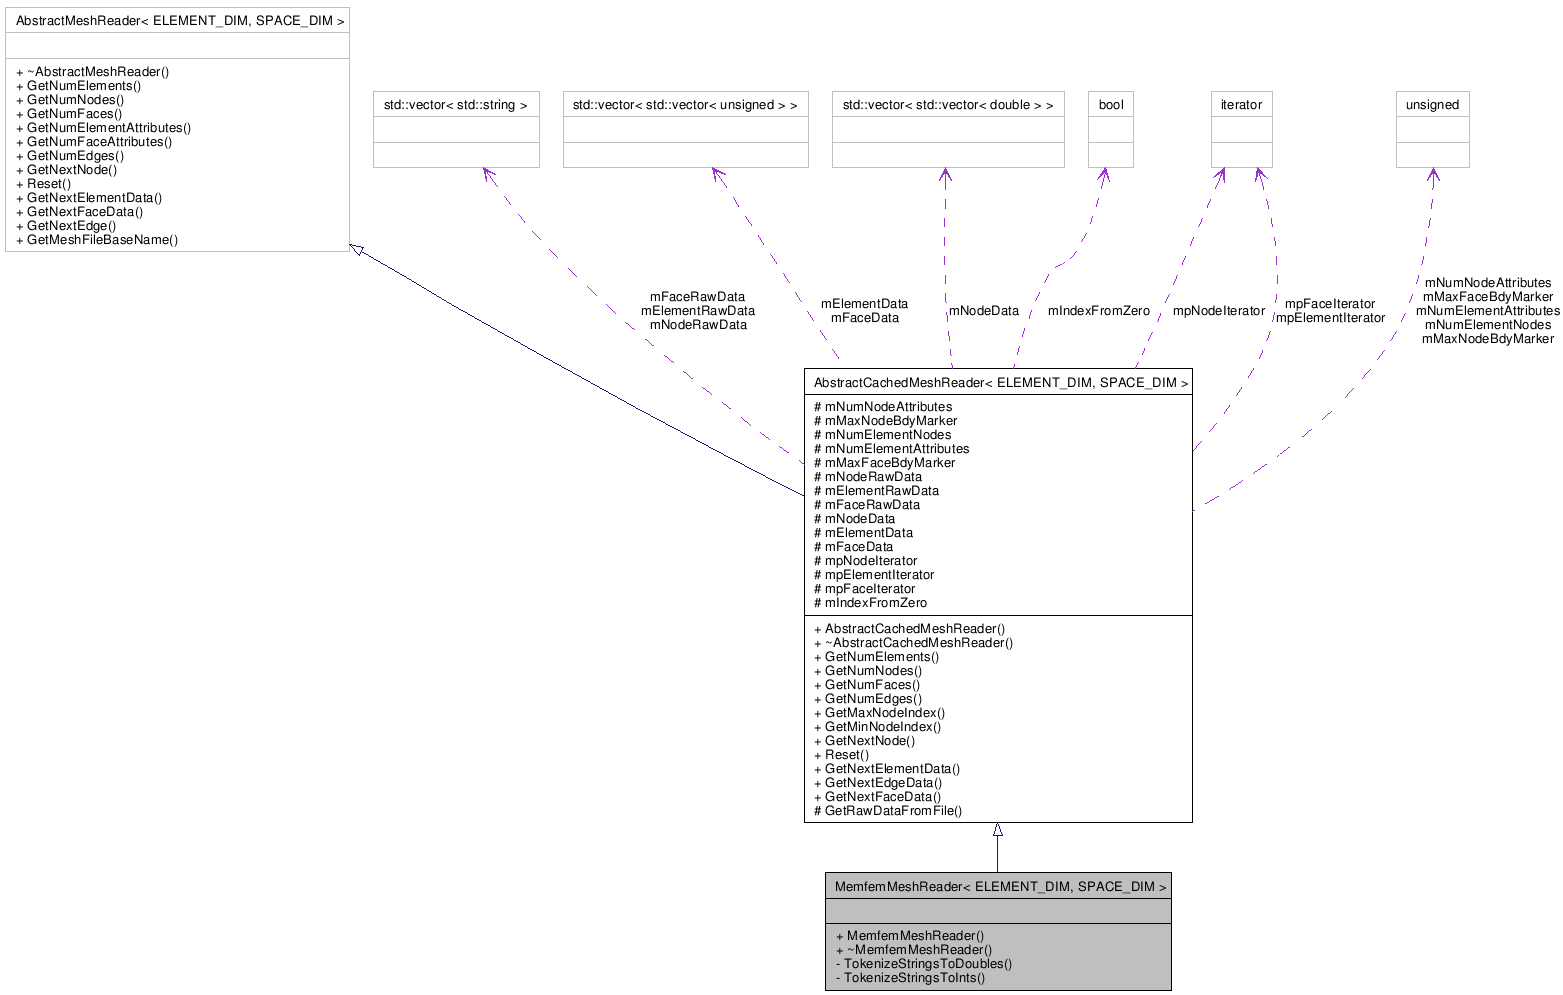 AbstractMeshReader< ELEMENT_DIM, SPACE_DIM >
+ ~AbstractMeshReader()
+ GetNumElements()
+ GetNumNodes()
+ GetNumFaces()
+ GetNumElementAttributes()
+ GetNumFaceAttributes()
+ GetNumEdges()
+ GetNextNode()
+ Reset()
+ GetNextElementData()
+ GetNextFaceData()
+ GetNextEdge()
+ GetMeshFileBaseName()
std::vector< std::string >
std::vector< std::vector< unsigned > >
std::vector< std::vector< double > >
bool
iterator
unsigned
mFaceRawData
mElementRawData
mNodeRawData
mElementData
mFaceData
mNodeData
mIndexFromZero
mpNodeIterator
mpFaceIterator
mpElementIterator
mNumNodeAttributes
mMaxFaceBdyMarker
mNumElementAttributes
mNumElementNodes
mMaxNodeBdyMarker
AbstractCachedMeshReader< ELEMENT_DIM, SPACE_DIM >
# mNumNodeAttributes
# mMaxNodeBdyMarker
# mNumElementNodes
# mNumElementAttributes
# mMaxFaceBdyMarker
# mNodeRawData
# mElementRawData
# mFaceRawData
# mNodeData
# mElementData
# mFaceData
# mpNodeIterator
# mpElementIterator
# mpFaceIterator
# mIndexFromZero
+ AbstractCachedMeshReader()
+ ~AbstractCachedMeshReader()
+ GetNumElements()
+ GetNumNodes()
+ GetNumFaces()
+ GetNumEdges()
+ GetMaxNodeIndex()
+ GetMinNodeIndex()
+ GetNextNode()
+ Reset()
+ GetNextElementData()
+ GetNextEdgeData()
+ GetNextFaceData()
# GetRawDataFromFile()
MemfemMeshReader< ELEMENT_DIM, SPACE_DIM >
+ MemfemMeshReader()
+ ~MemfemMeshReader()
- TokenizeStringsToDoubles()
- TokenizeStringsToInts()